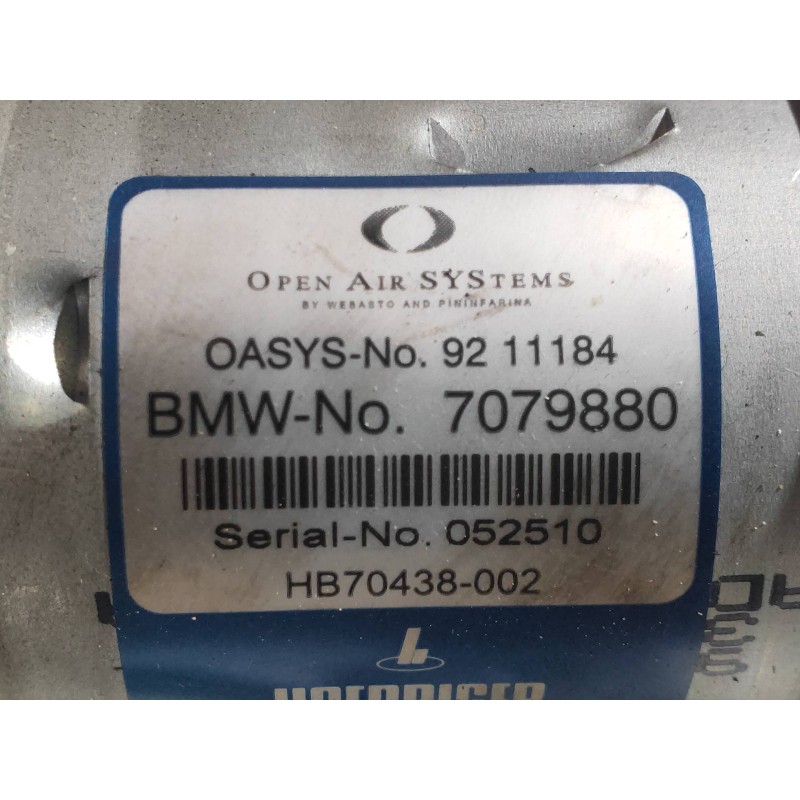 OPEN AIR SYSTEMS
BY WEBASTO AND PININFARINA
OASYS-No. 92 11184
BMW-No. 7079880
Serial-No. 052510
HB70438-002
HOERBIGER